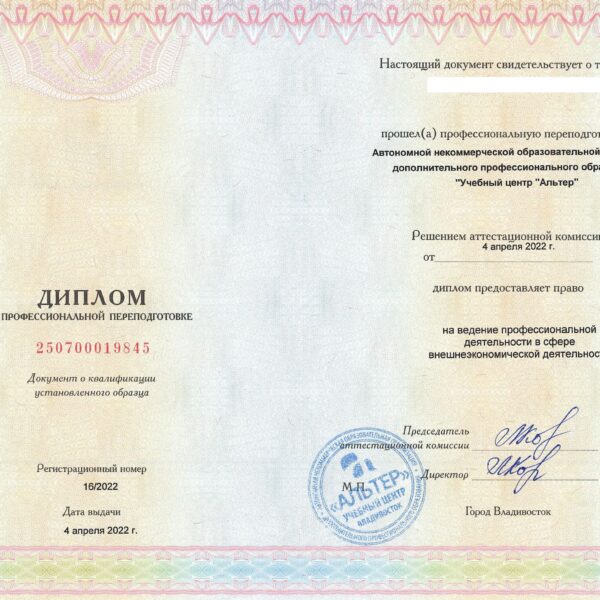 ДИПЛОМ
ПРОФЕССИОНАЛЬНОЙ ПЕРЕПОДГОТОВКЕ
250700019845
Документ о квалификации
установленного образца
Регистрационный номер
16/2022
Дата выдачи
4 апреля 2022 г.
Настоящий документ свидетельствует о т
прошел(а) профессиональную переподгото
Автономной некоммерческой образовательной
дополнительного профессионального обра
"Учебный центр "Альтер"
Решением аттестационной комиссии
4 апреля 2022 г.
от
диплом предоставляет право
на ведение профессиональной
деятельности в сфере
внешнеэкономической деятельнос
Председатель
аттестационной комиссии
М.П.
Директор
Город Владивосток
«АЛЬТЕР»
УЧЕБНЫЙ ЦЕНТР
ВЛАДИВОСТОК